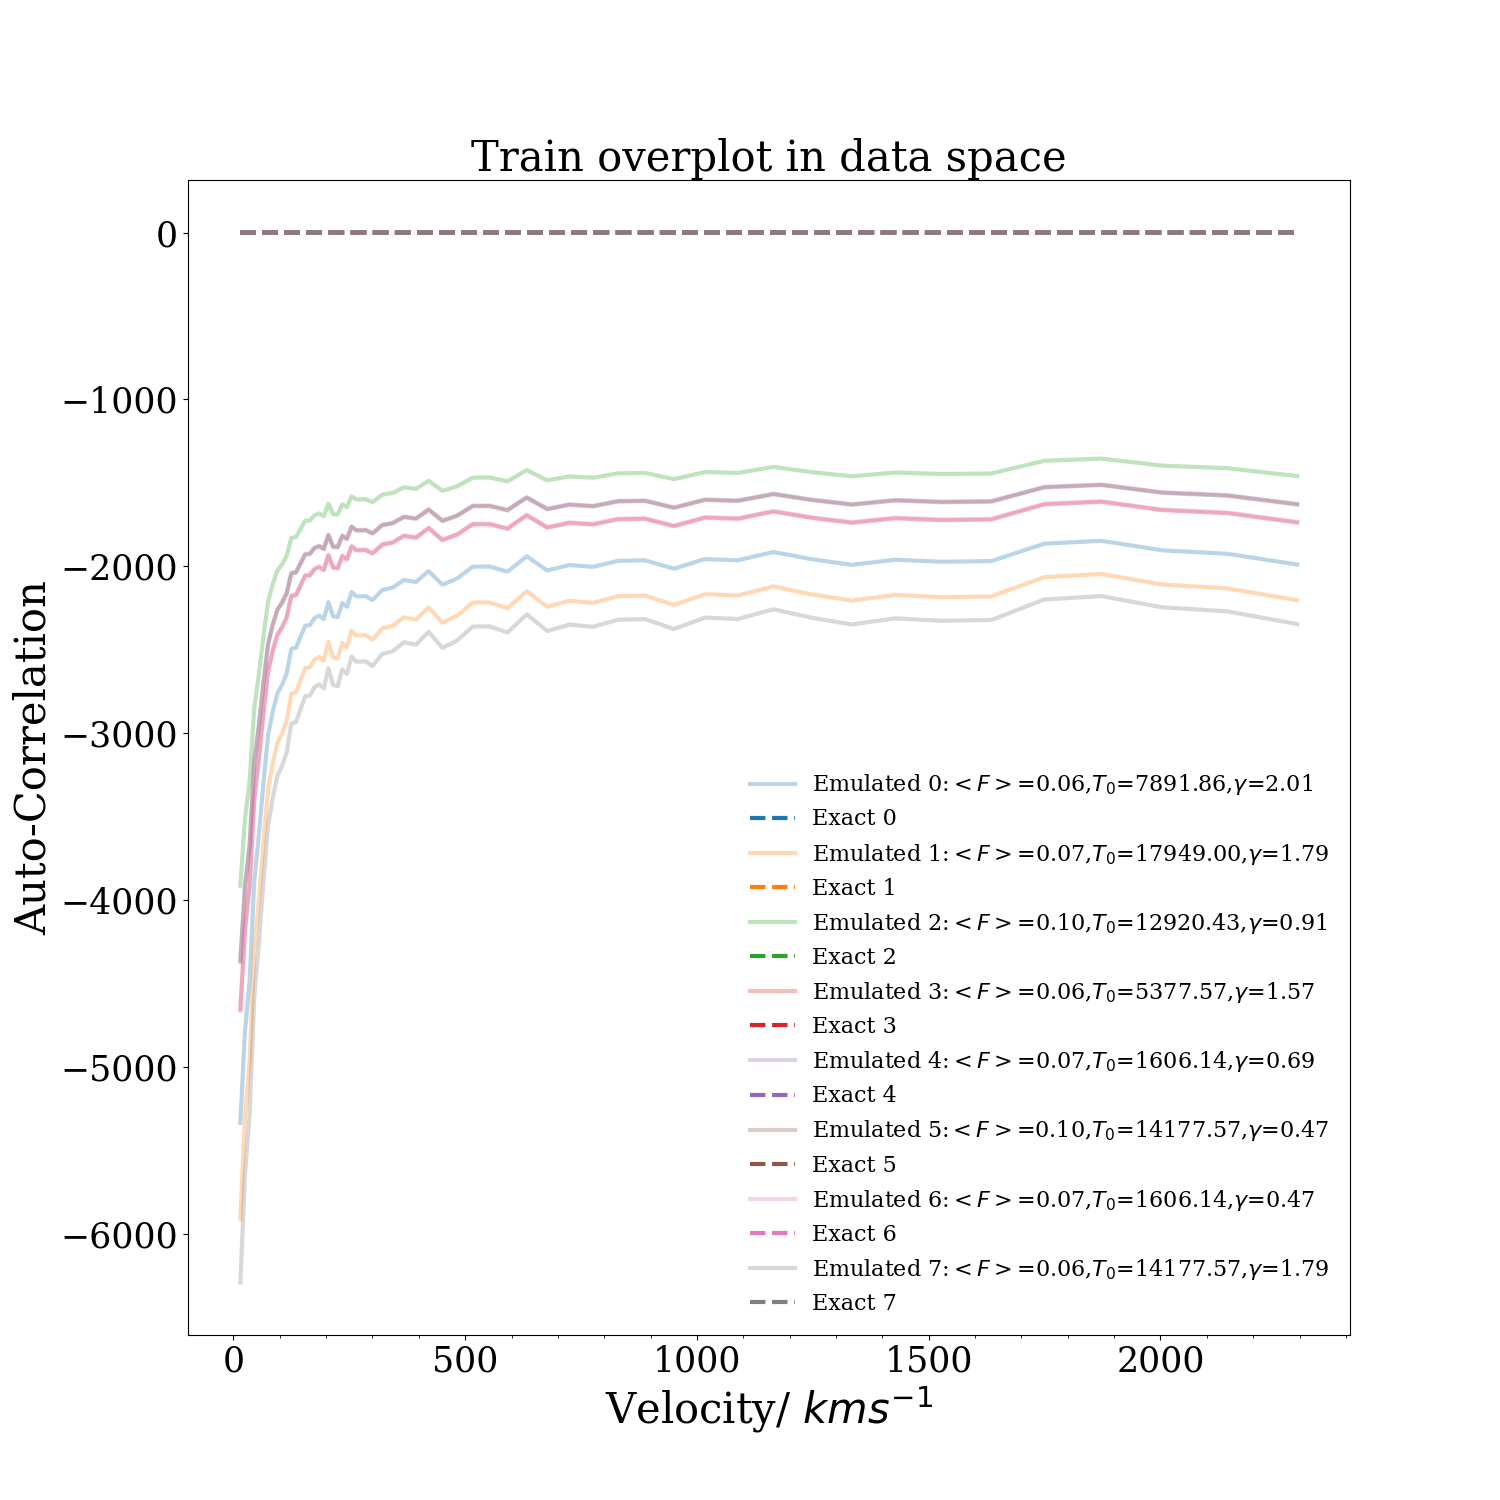 Train overplot in data space
0
−1000
−2000
−3000
−4000
−5000
−6000
Auto-Correlation
Emulated 0:< F >=0.06,T₀=7891.86,γ=2.01
Exact 0
Emulated 1:< F >=0.07,T₀=17949.00,γ=1.79
Exact 1
Emulated 2:< F >=0.10,T₀=12920.43,γ=0.91
Exact 2
Emulated 3:< F >=0.06,T₀=5377.57,γ=1.57
Exact 3
Emulated 4:< F >=0.07,T₀=1606.14,γ=0.69
Exact 4
Emulated 5:< F >=0.10,T₀=14177.57,γ=0.47
Exact 5
Emulated 6:< F >=0.07,T₀=1606.14,γ=0.47
Exact 6
Emulated 7:< F >=0.06,T₀=14177.57,γ=1.79
Exact 7
0 500 1000 1500 2000
Velocity/ kms⁻¹